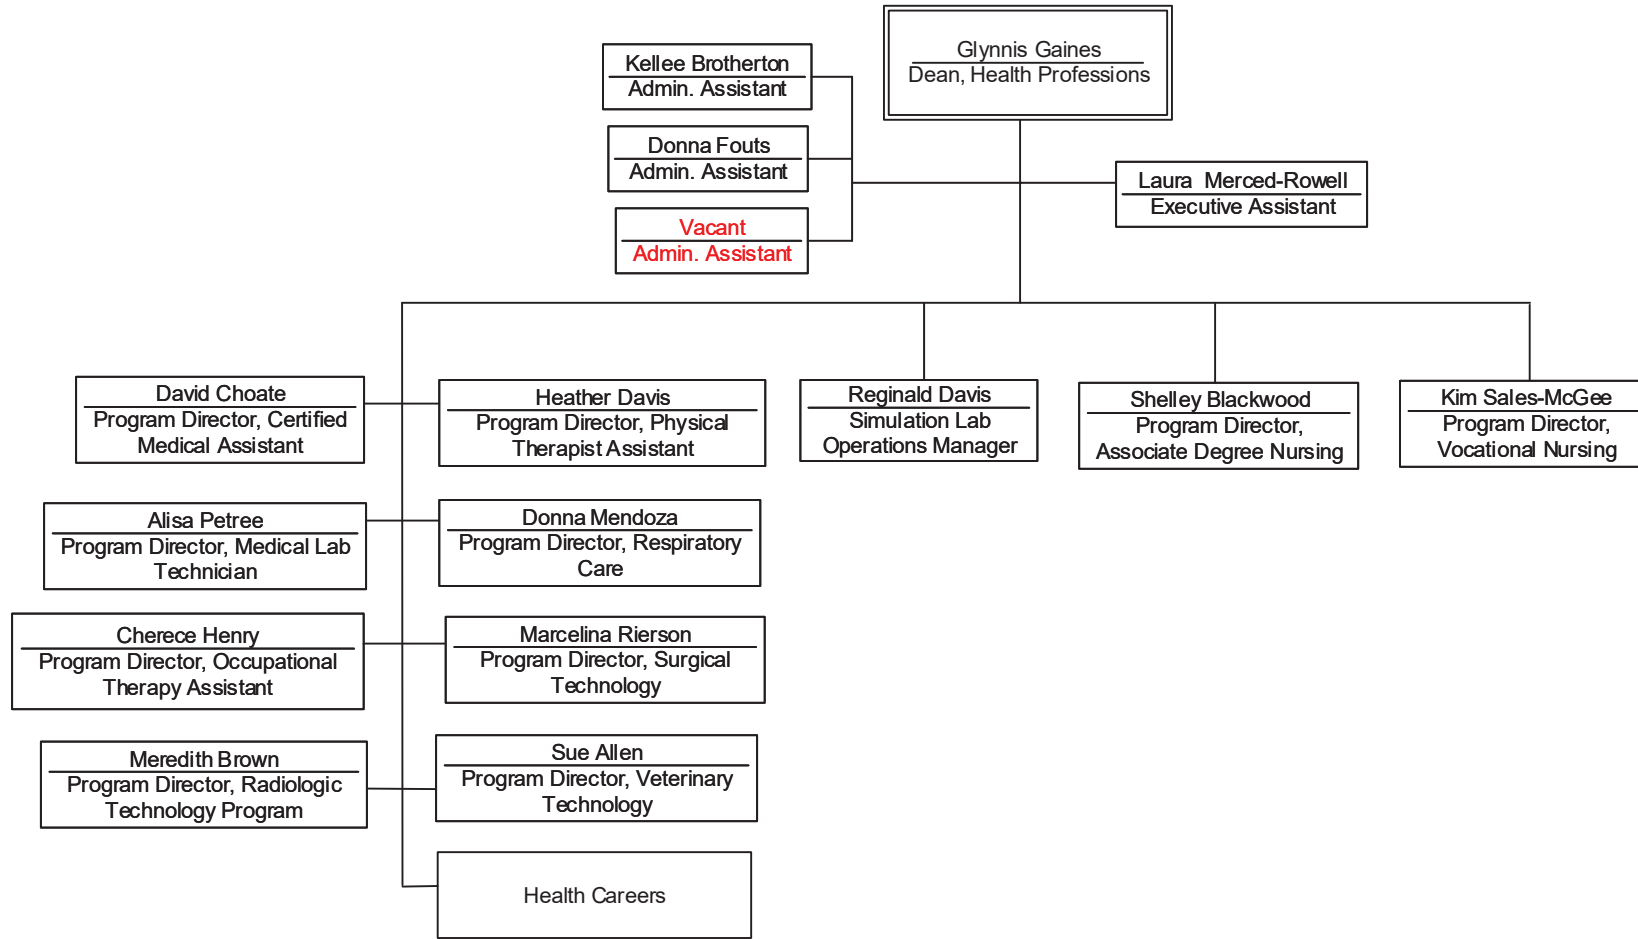 Glynnis Gaines
Dean, Health Professions
Kellee Brotherton
Admin. Assistant
Donna Fouts
Admin. Assistant
Laura Merced-Rowell
Executive Assistant
Vacant
Admin. Assistant
David Choate
Program Director, Certified
Medical Assistant
Heather Davis
Program Director, Physical
Therapist Assistant
Reginald Davis
Simulation Lab
Operations Manager
Shelley Blackwood
Program Director,
Associate Degree Nursing
Kim Sales-McGee
Program Director,
Vocational Nursing
Alisa Petree
Program Director, Medical Lab
Technician
Donna Mendoza
Program Director, Respiratory
Care
Cherece Henry
Program Director, Occupational
Therapy Assistant
Marcelina Rierson
Program Director, Surgical
Technology
Meredith Brown
Program Director, Radiologic
Technology Program
Sue Allen
Program Director, Veterinary
Technology
Health Careers